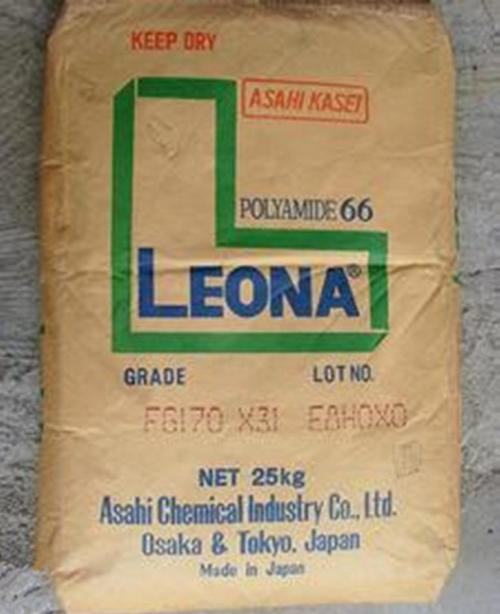 KEEP DRY
ASAHI KASEI
POLYAMIDE 66
LEONA®
GRADE LOT NO.
FG170 X31 E8H0X0
NET 25kg
Asahi Chemical Industry Co., Ltd.
Osaka & Tokyo. Japan
Made in Japan